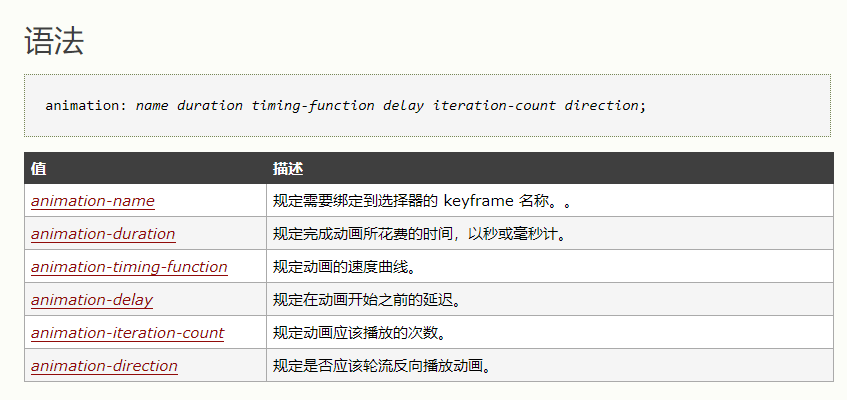 语法
animation: name duration timing-function delay iteration-count direction;
值 描述
animation-name 规定需要绑定到选择器的 keyframe 名称。。
animation-duration 规定完成动画所花费的时间，以秒或毫秒计。
animation-timing-function 规定动画的速度曲线。
animation-delay 规定在动画开始之前的延迟。
animation-iteration-count 规定动画应该播放的次数。
animation-direction 规定是否应该轮流反向播放动画。